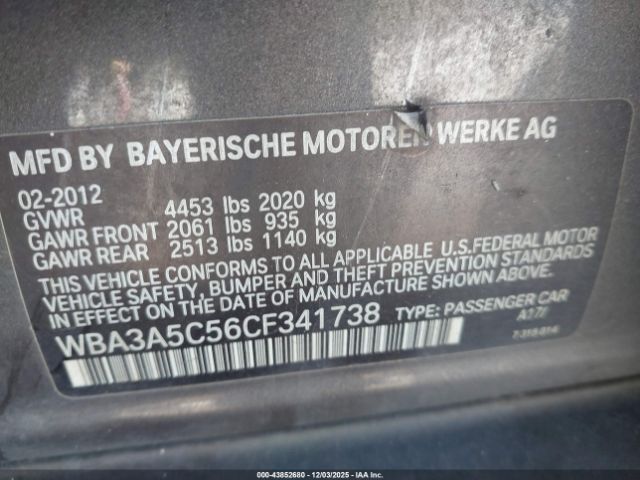 MFD BY BAYERISCHE MOTOREN WERKE AG
02-2012
GVWR 4453 lbs 2020 kg
GAWR FRONT 2061 lbs 935 kg
GAWR REAR 2513 lbs 1140 kg
THIS VEHICLE CONFORMS TO ALL APPLICABLE U.S.FEDERAL MOTOR
VEHICLE SAFETY, BUMPER AND THEFT PREVENTION STANDARDS
IN EFFECT ON THE DATE OF MANUFACTURE SHOWN ABOVE.
WBA3A5C56CF341738 TYPE: PASSENGER CAR
000-43852680 - 12/03/2025 - IAA Inc.